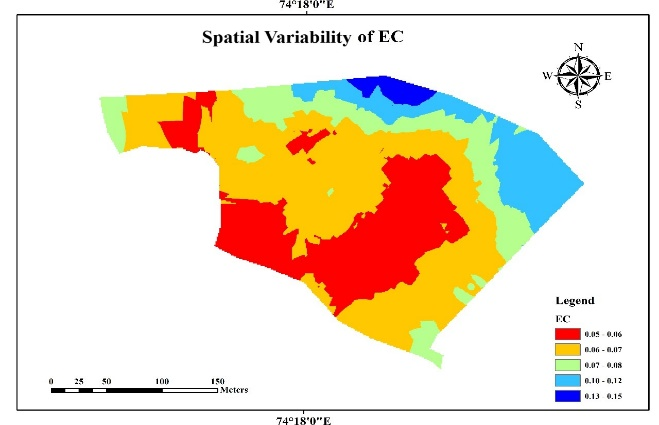 74°18'0"E
Spatial Variability of EC
N
W E
S
Legend
EC
0.05 - 0.06
0.06 - 0.07
0.07 - 0.08
0.10 - 0.12
0.13 - 0.15
0 25 50 100 150
Meters
74°18'0"E